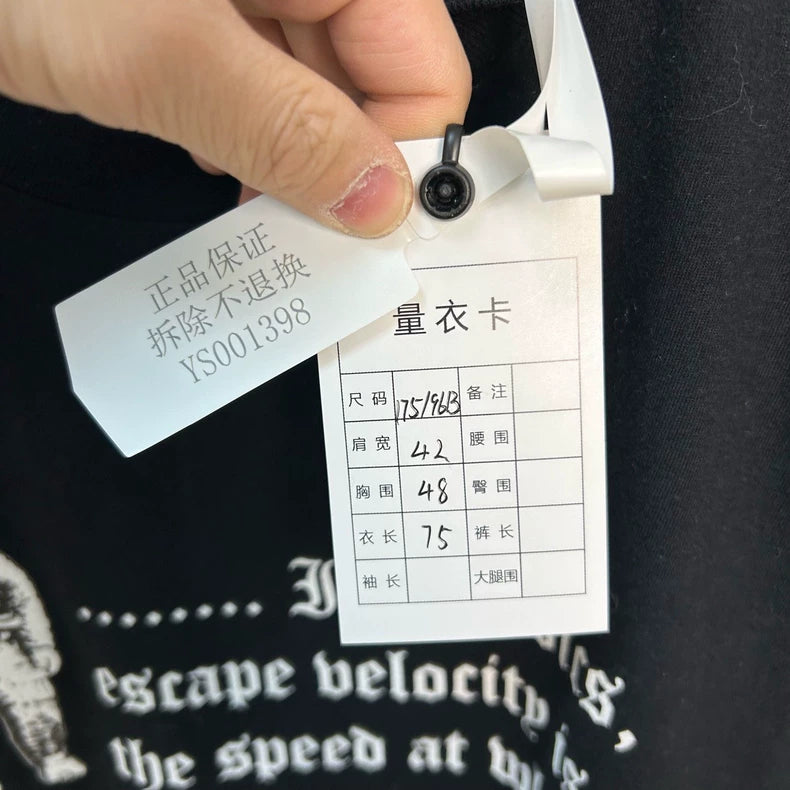 正品保证
拆除不退换
YS001398
量衣卡
尺码 175/96B 备注
肩宽 42 腰围
胸围 48 臀围
衣长 75 裤长
袖长 大腿围
........
escape velocity is
the speed at